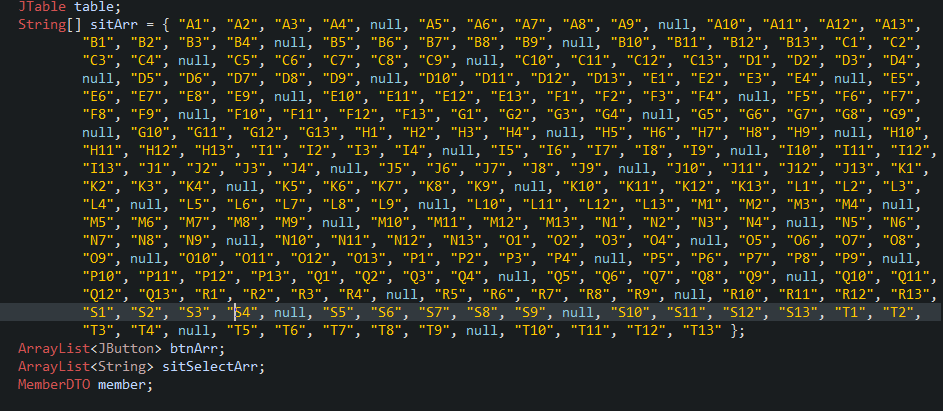 JTable table;
String[] sitArr = { "A1", "A2", "A3", "A4", null, "A5", "A6", "A7", "A8", "A9", null, "A10", "A11", "A12", "A13",
"B1", "B2", "B3", "B4", null, "B5", "B6", "B7", "B8", "B9", null, "B10", "B11", "B12", "B13", "C1", "C2",
"C3", "C4", null, "C5", "C6", "C7", "C8", "C9", null, "C10", "C11", "C12", "C13", "D1", "D2", "D3", "D4",
null, "D5", "D6", "D7", "D8", "D9", null, "D10", "D11", "D12", "D13", "E1", "E2", "E3", "E4", null, "E5",
"E6", "E7", "E8", "E9", null, "E10", "E11", "E12", "E13", "F1", "F2", "F3", "F4", null, "F5", "F6", "F7",
"F8", "F9", null, "F10", "F11", "F12", "F13", "G1", "G2", "G3", "G4", null, "G5", "G6", "G7", "G8", "G9",
null, "G10", "G11", "G12", "G13", "H1", "H2", "H3", "H4", null, "H5", "H6", "H7", "H8", "H9", null, "H10",
"H11", "H12", "H13", "I1", "I2", "I3", "I4", null, "I5", "I6", "I7", "I8", "I9", null, "I10", "I11", "I12",
"I13", "J1", "J2", "J3", "J4", null, "J5", "J6", "J7", "J8", "J9", null, "J10", "J11", "J12", "J13", "K1",
"K2", "K3", "K4", null, "K5", "K6", "K7", "K8", "K9", null, "K10", "K11", "K12", "K13", "L1", "L2", "L3",
"L4", null, "L5", "L6", "L7", "L8", "L9", null, "L10", "L11", "L12", "L13", "M1", "M2", "M3", "M4", null,
"M5", "M6", "M7", "M8", "M9", null, "M10", "M11", "M12", "M13", "N1", "N2", "N3", "N4", null, "N5", "N6",
"N7", "N8", "N9", null, "N10", "N11", "N12", "N13", "O1", "O2", "O3", "O4", null, "O5", "O6", "O7", "O8",
"O9", null, "O10", "O11", "O12", "O13", "P1", "P2", "P3", "P4", null, "P5", "P6", "P7", "P8", "P9", null,
"P10", "P11", "P12", "P13", "Q1", "Q2", "Q3", "Q4", null, "Q5", "Q6", "Q7", "Q8", "Q9", null, "Q10", "Q11",
"Q12", "Q13", "R1", "R2", "R3", "R4", null, "R5", "R6", "R7", "R8", "R9", null, "R10", "R11", "R12", "R13",
"S1", "S2", "S3", "S4", null, "S5", "S6", "S7", "S8", "S9", null, "S10", "S11", "S12", "S13", "T1", "T2",
"T3", "T4", null, "T5", "T6", "T7", "T8", "T9", null, "T10", "T11", "T12", "T13" };
ArrayList<JButton> btnArr;
ArrayList<String> sitSelectArr;
MemberDTO member;